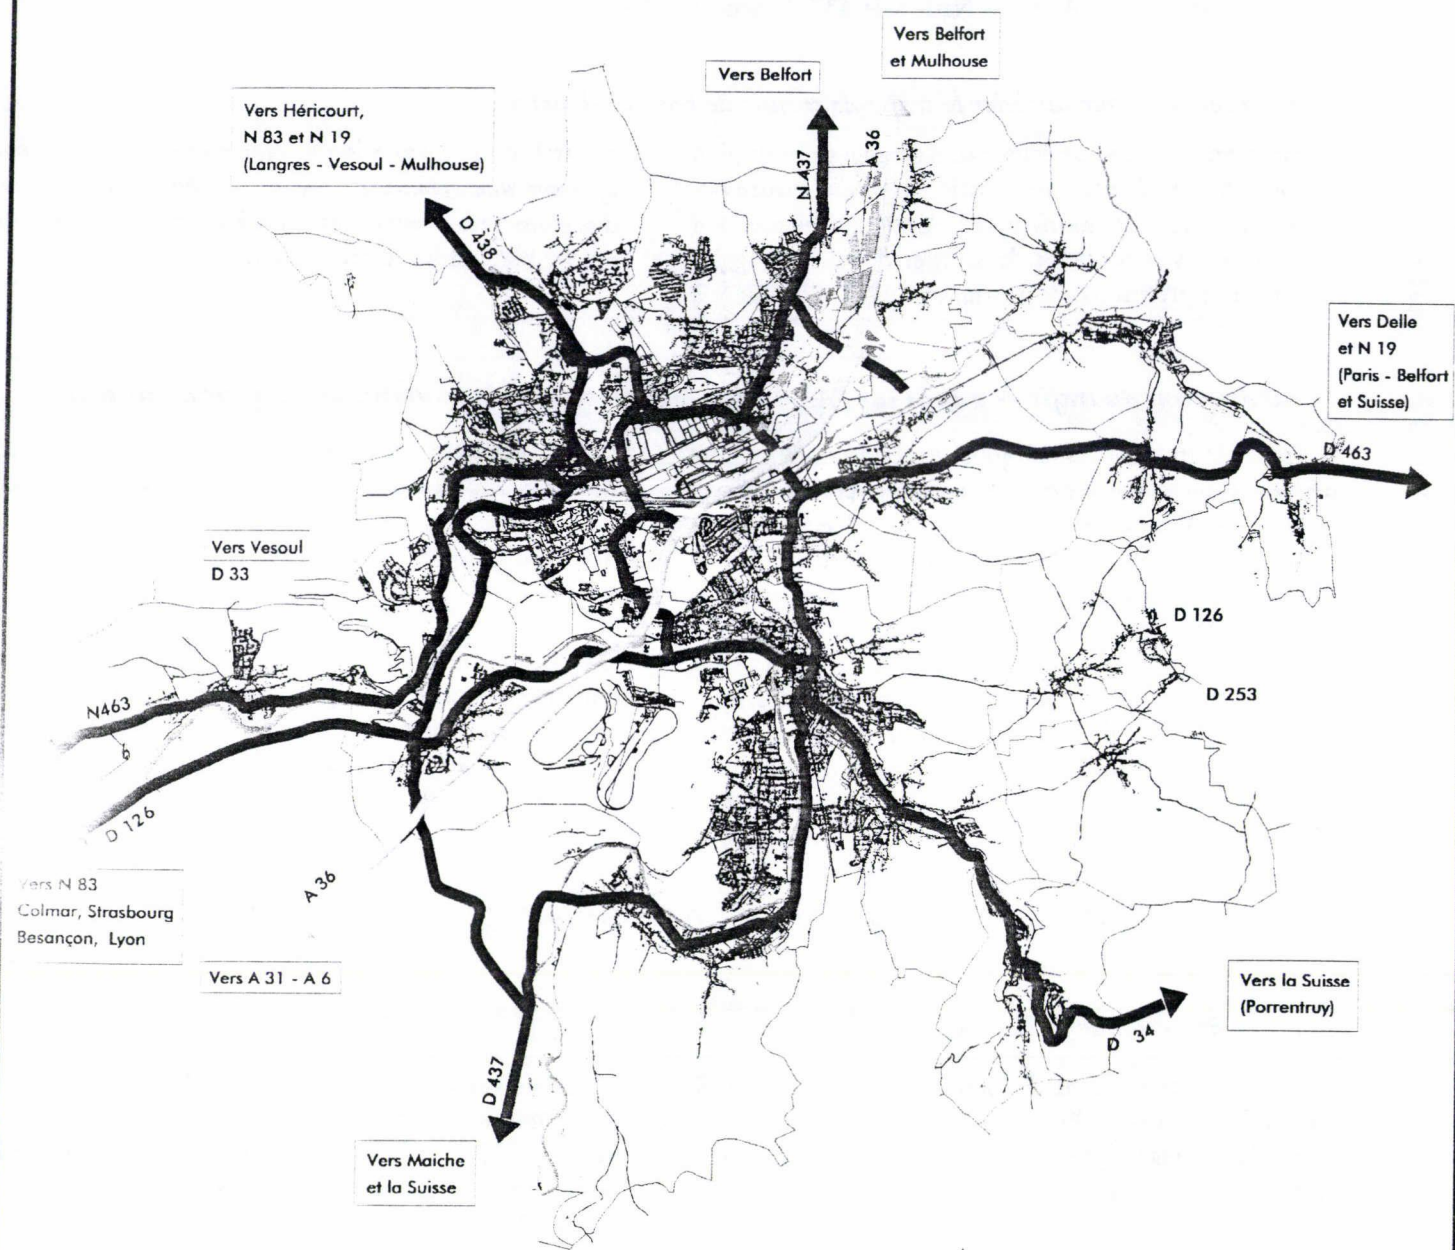 Vers Belfort
et Mulhouse
Vers Belfort
Vers Héricourt,
N 83 et N 19
(Langres - Vesoul - Mulhouse)
N 437
A 36
D 438
Vers Delle
et N 19
(Paris - Belfort
et Suisse)
D 463
Vers Vesoul
D 33
D 126
D 253
N463
6
D 126
A 36
Vers N 83
Colmar, Strasbourg
Besançon, Lyon
Vers A 31 - A 6
Vers la Suisse
(Porrentruy)
D 34
D 437
Vers Maiche
et la Suisse